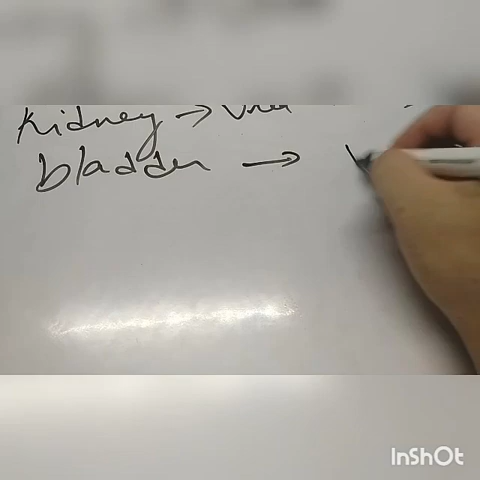 Kidney →
bladder →
InShOt